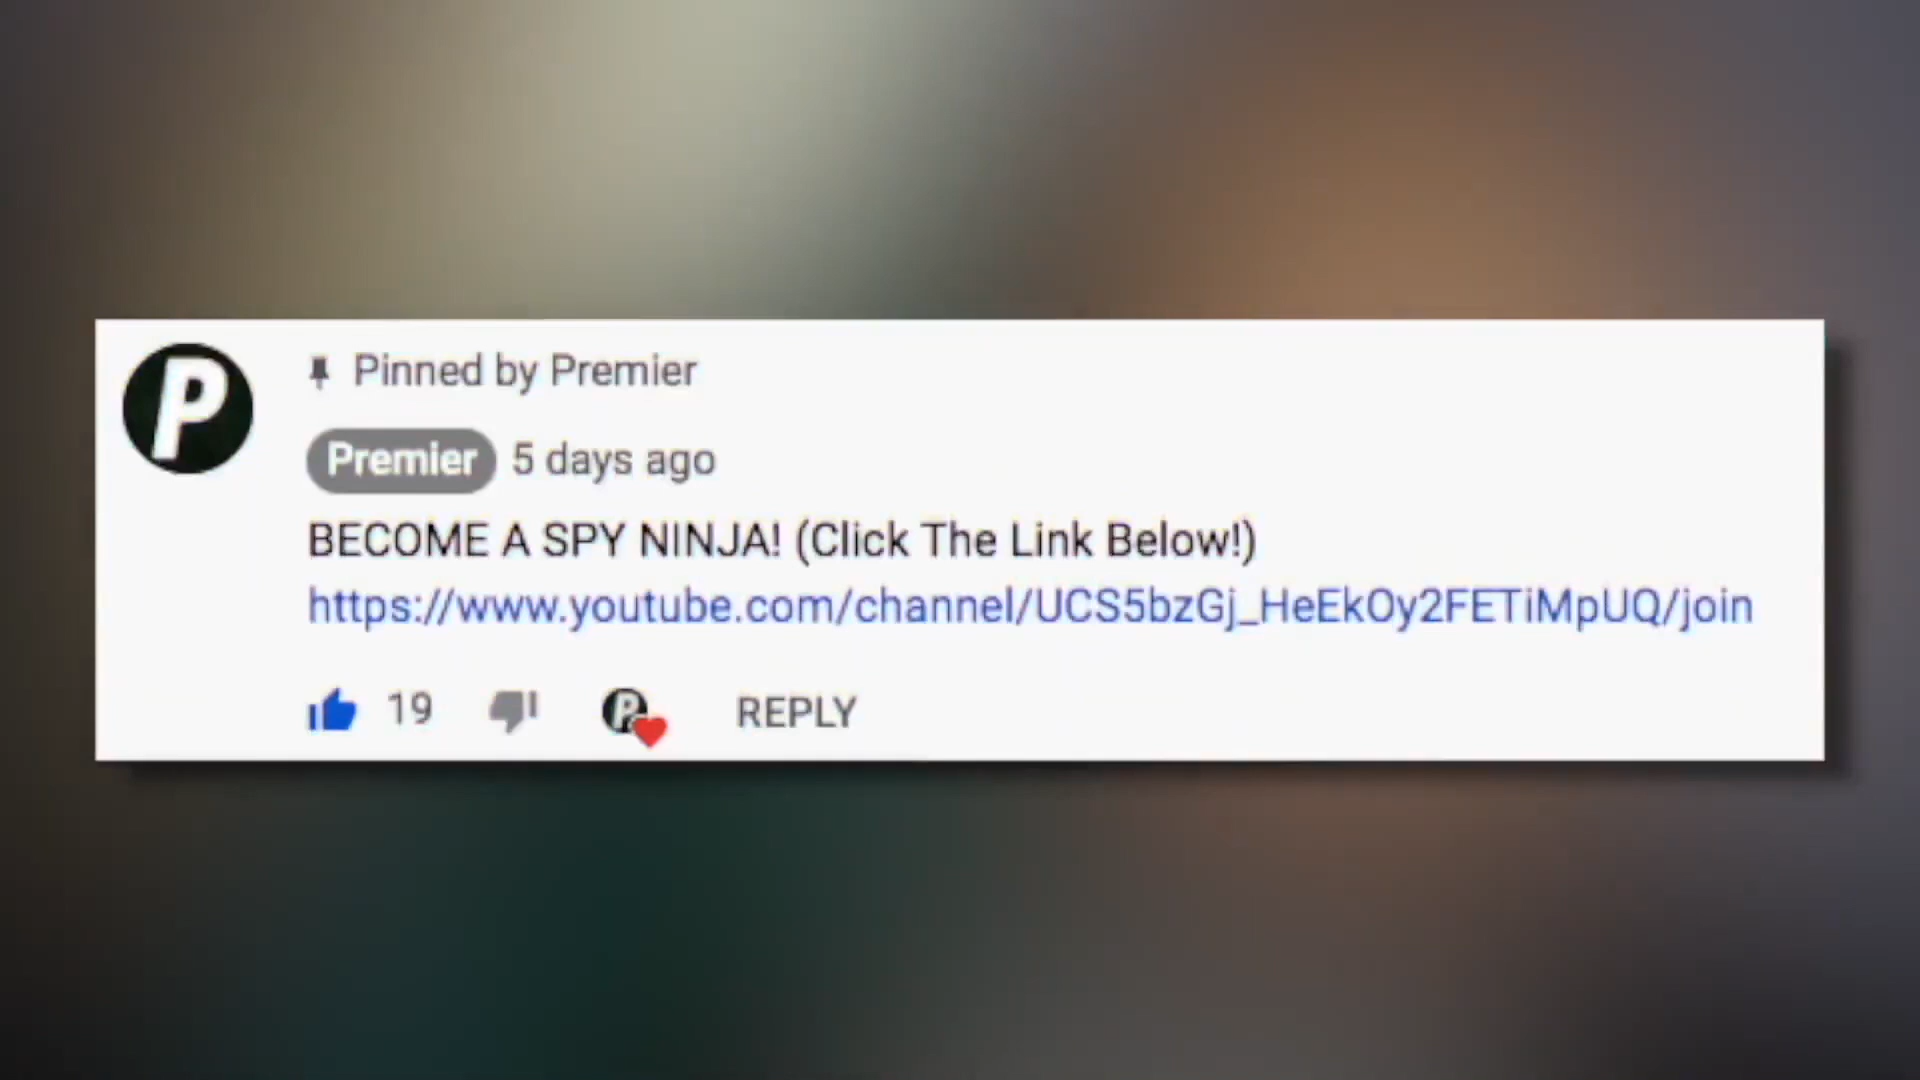 P
Pinned by Premier
Premier 5 days ago
BECOME A SPY NINJA! (Click The Link Below!)
https://www.youtube.com/channel/UCS5bzGj_HeEkOy2FETiMpUQ/join
19 P REPLY